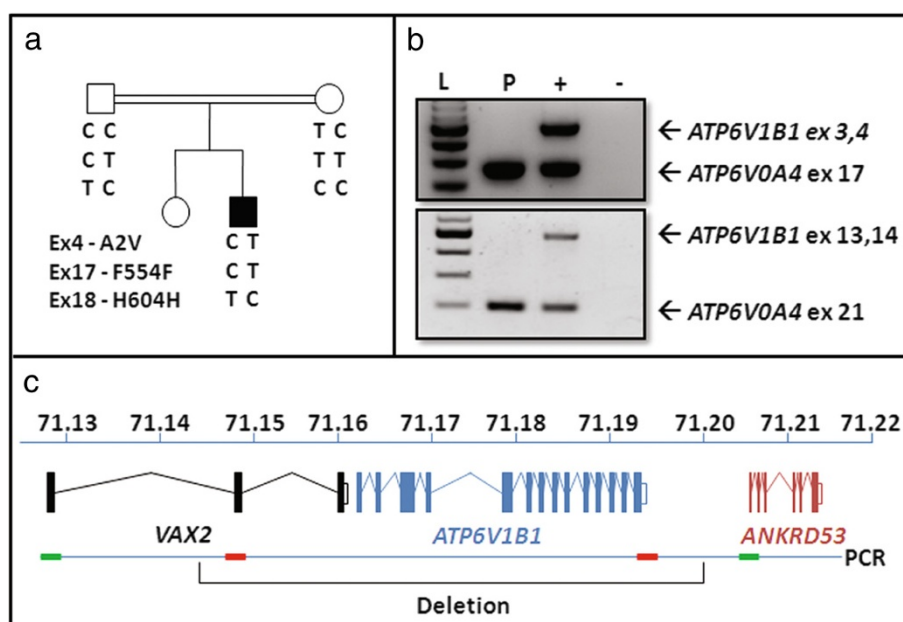 a
C C
C T
T C
T C
T T
C C
Ex4 - A2V C T
Ex17 - F554F C T
Ex18 - H604H T C
b
L P + -
← ATP6V1B1 ex 3,4
← ATP6V0A4 ex 17
← ATP6V1B1 ex 13,14
← ATP6V0A4 ex 21
c
71.13 71.14 71.15 71.16 71.17 71.18 71.19 71.20 71.21 71.22
VAX2 ATP6V1B1 ANKRD53
PCR
Deletion